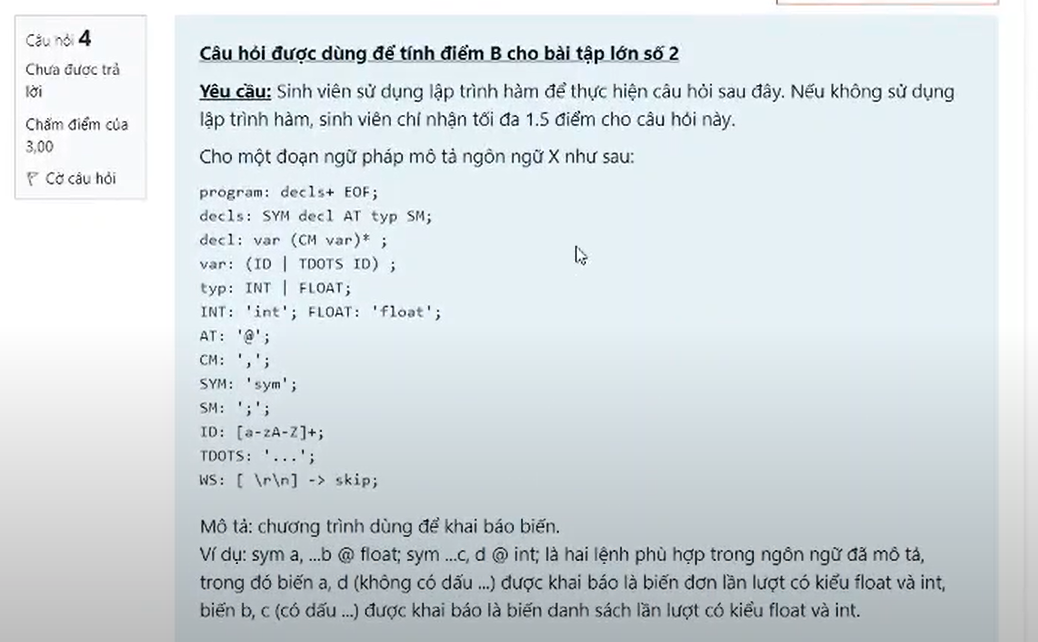 Câu hỏi 4
Chưa được trả
lời
Chấm điểm của
3,00
Cờ câu hỏi
Câu hỏi được dùng để tính điểm B cho bài tập lớn số 2
Yêu cầu: Sinh viên sử dụng lập trình hàm để thực hiện câu hỏi sau đây. Nếu không sử dụng
lập trình hàm, sinh viên chỉ nhận tối đa 1.5 điểm cho câu hỏi này.
Cho một đoạn ngữ pháp mô tả ngôn ngữ X như sau:
program: decls+ EOF;
decls: SYM decl AT typ SM;
decl: var (CM var)* ;
var: (ID | TDOTS ID) ;
typ: INT | FLOAT;
INT: 'int'; FLOAT: 'float';
AT: '@';
CM: ',';
SYM: 'sym';
SM: ';';
ID: [a-zA-Z]+;
TDOTS: '...';
WS: [ \r\n] -> skip;
Mô tả: chương trình dùng để khai báo biến.
Ví dụ: sym a, ...b @ float; sym ...c, d @ int; là hai lệnh phù hợp trong ngôn ngữ đã mô tả,
trong đó biến a, d (không có dấu ...) được khai báo là biến đơn lần lượt có kiểu float và int,
biến b, c (có dấu ...) được khai báo là biến danh sách lần lượt có kiểu float và int.